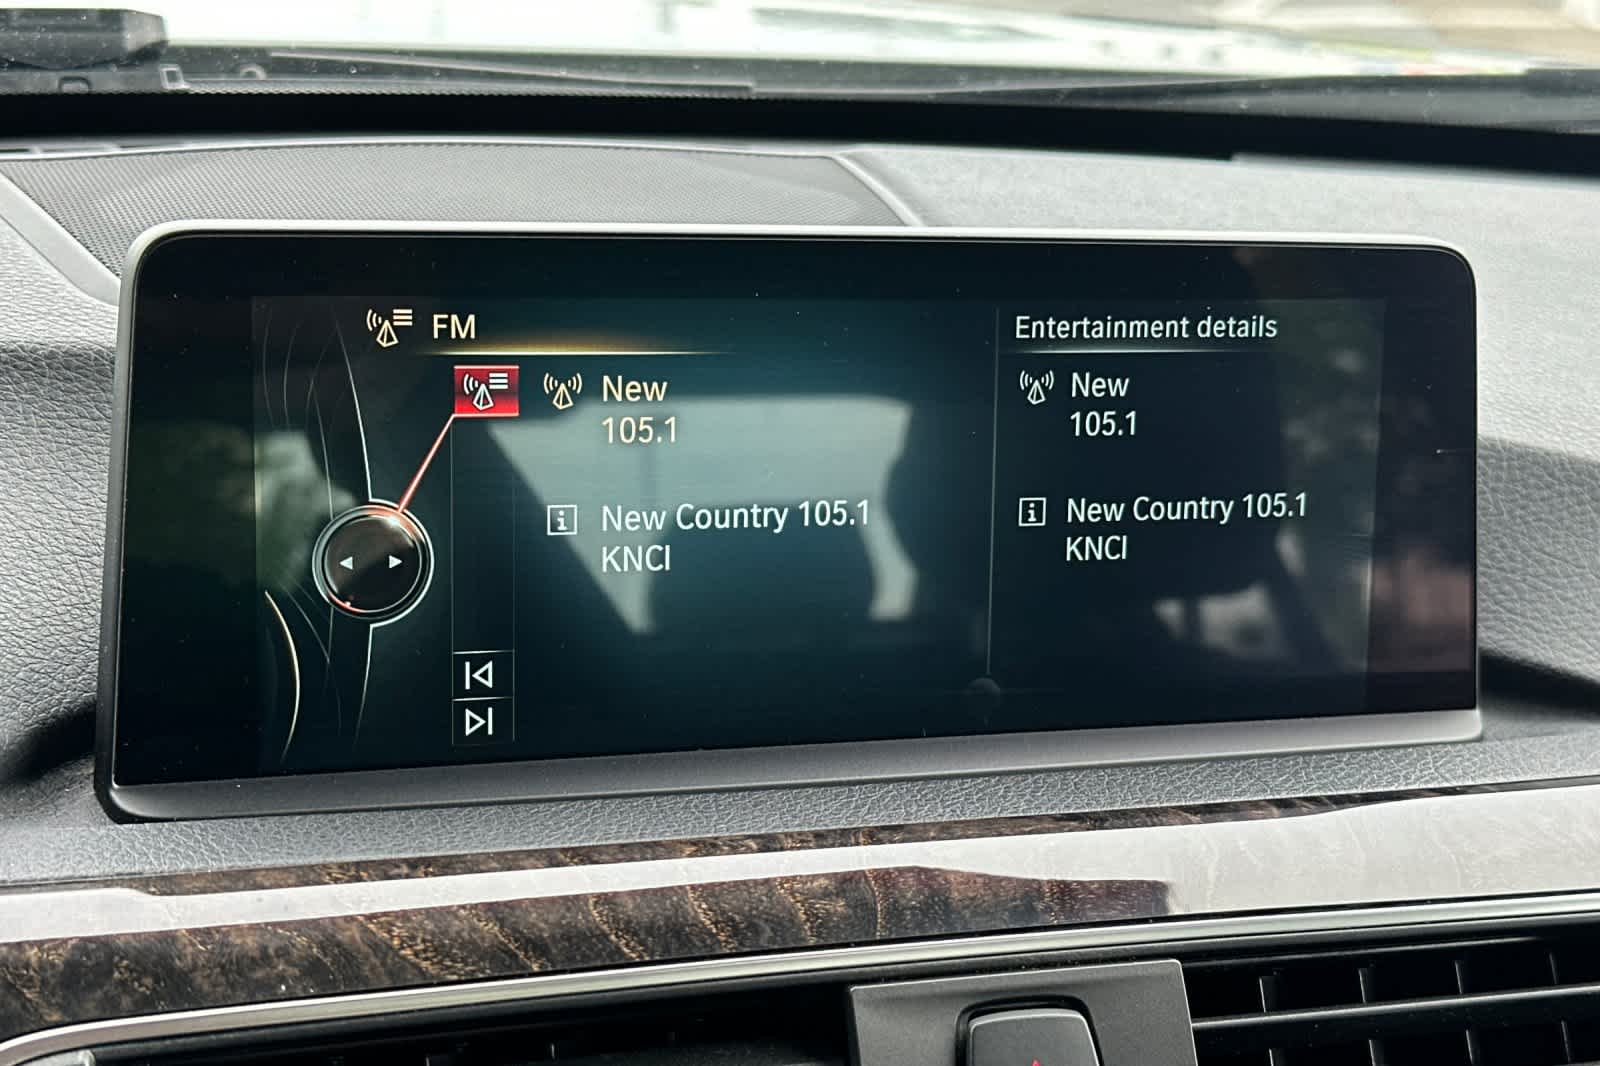 FM
New
105.1
New Country 105.1
KNCI
Entertainment details
New
105.1
New Country 105.1
KNCI